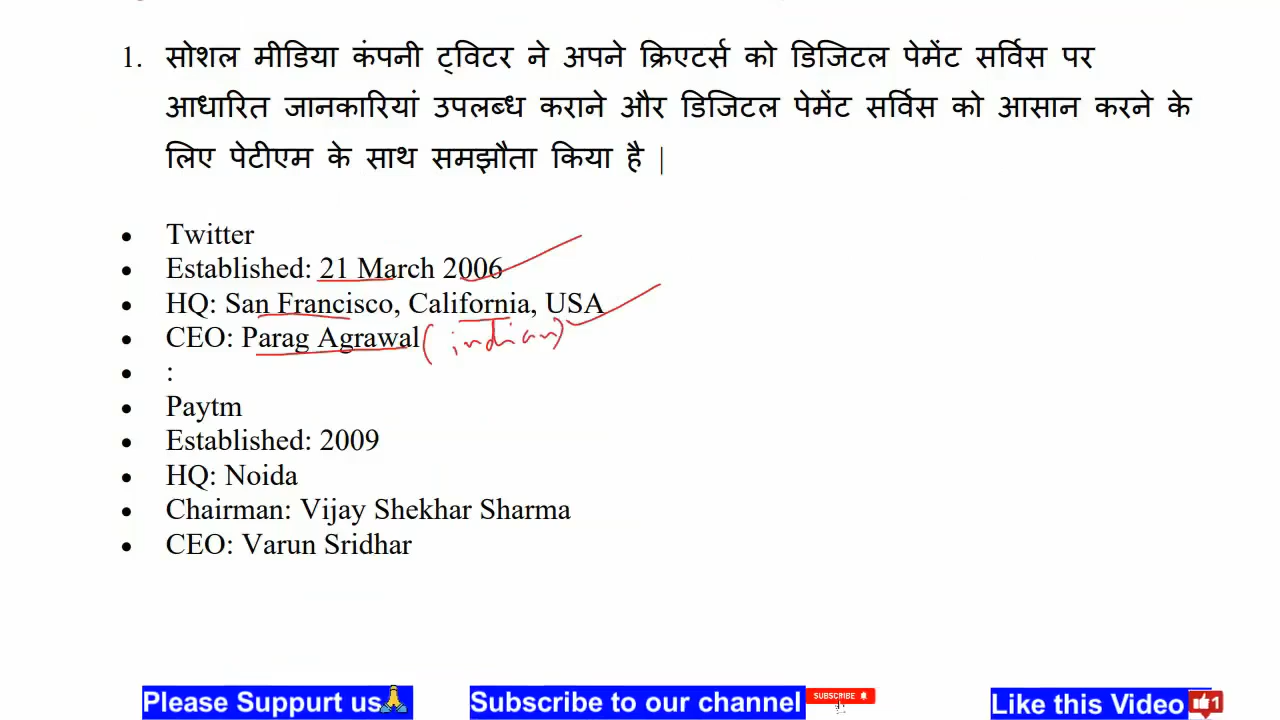 1. सोशल मीडिया कंपनी ट्विटर ने अपने क्रिएटर्स को डिजिटल पेमेंट सर्विस पर
आधारित जानकारियां उपलब्ध कराने और डिजिटल पेमेंट सर्विस को आसान करने के
लिए पेटीएम के साथ समझौता किया है |
• Twitter
• Established: 21 March 2006
• HQ: San Francisco, California, USA
• CEO: Parag Agrawal (indian)
• :
• Paytm
• Established: 2009
• HQ: Noida
• Chairman: Vijay Shekhar Sharma
• CEO: Varun Sridhar
Please Suppurt us🙏 Subscribe to our channel SUBSCRIBE Like this Video 1